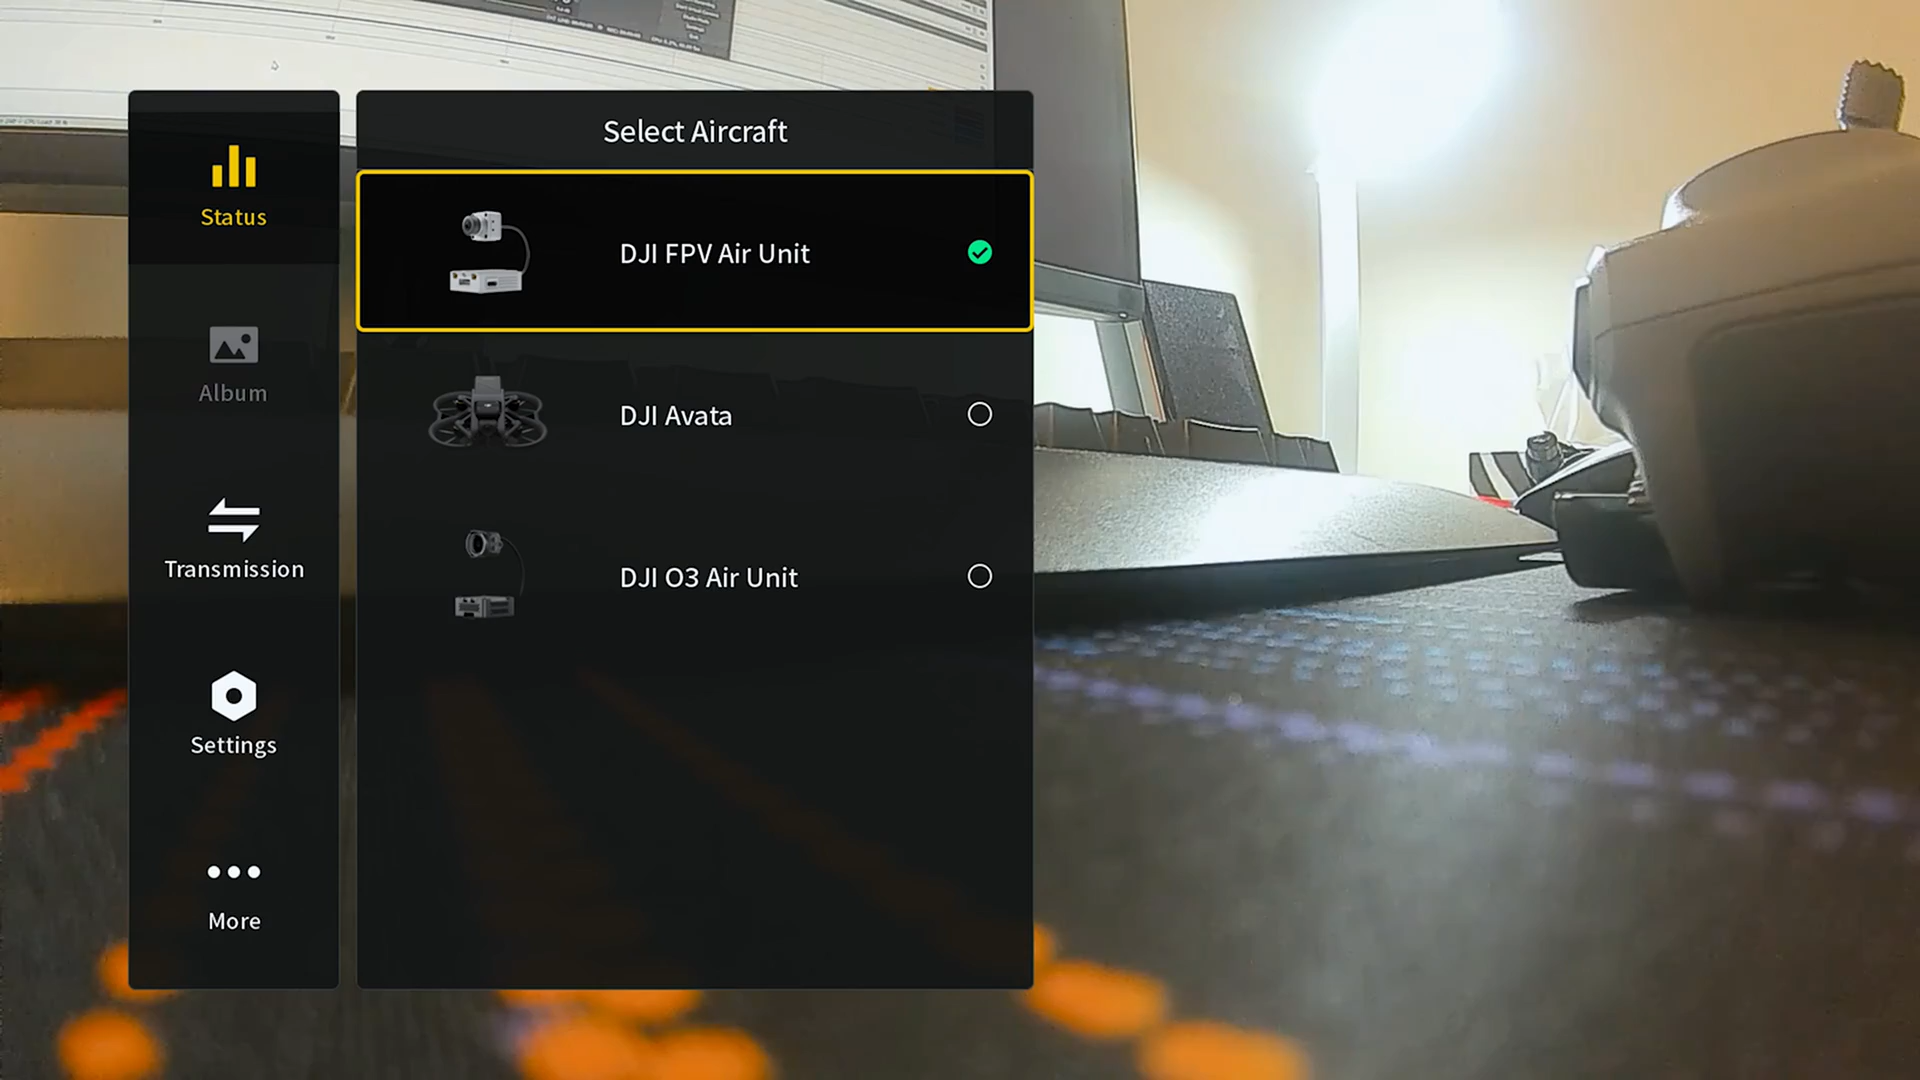 Select Aircraft
Status
DJI FPV Air Unit
Album
DJI Avata
Transmission
DJI O3 Air Unit
Settings
More